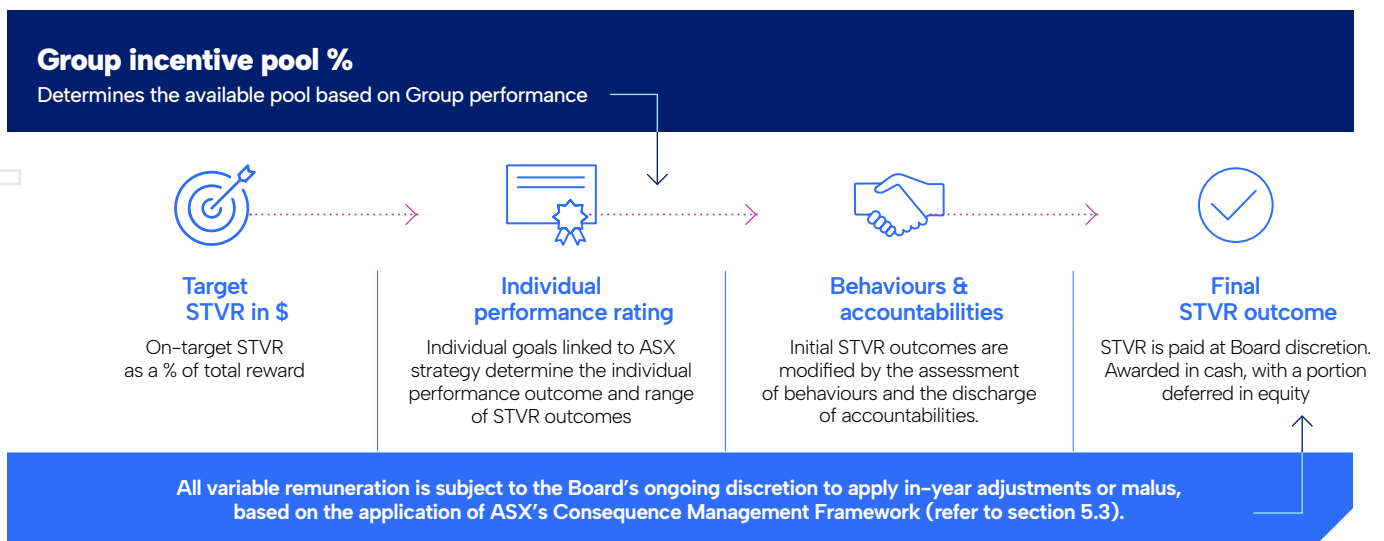 Group incentive pool %
Determines the available pool based on Group performance
Target
STVR in $
On-target STVR
as a % of total reward
Individual
performance rating
Individual goals linked to ASX
strategy determine the individual
performance outcome and range
of STVR outcomes
Behaviours &
accountabilities
Initial STVR outcomes are
modified by the assessment
of behaviours and the discharge
of accountabilities.
Final
STVR outcome
STVR is paid at Board discretion.
Awarded in cash, with a portion
deferred in equity
All variable remuneration is subject to the Board’s ongoing discretion to apply in-year adjustments or malus,
based on the application of ASX’s Consequence Management Framework (refer to section 5.3).